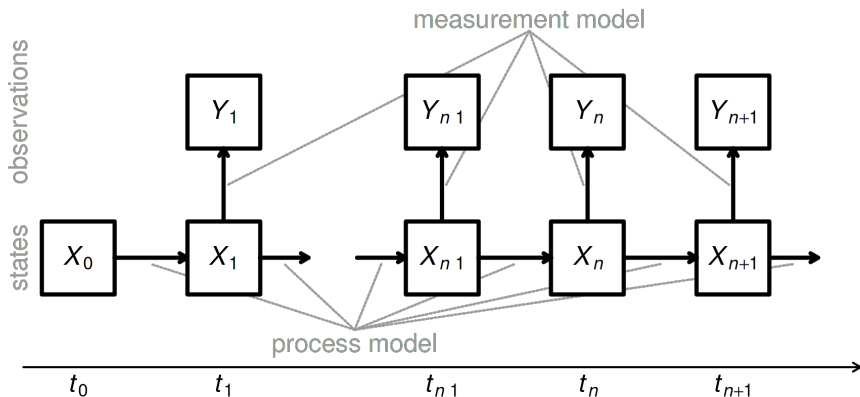 measurement model
observations
Y1 Yn 1 Yn Yn+1
states
X0 X1 Xn 1 Xn Xn+1
process model
t0 t1 tn 1 tn tn+1